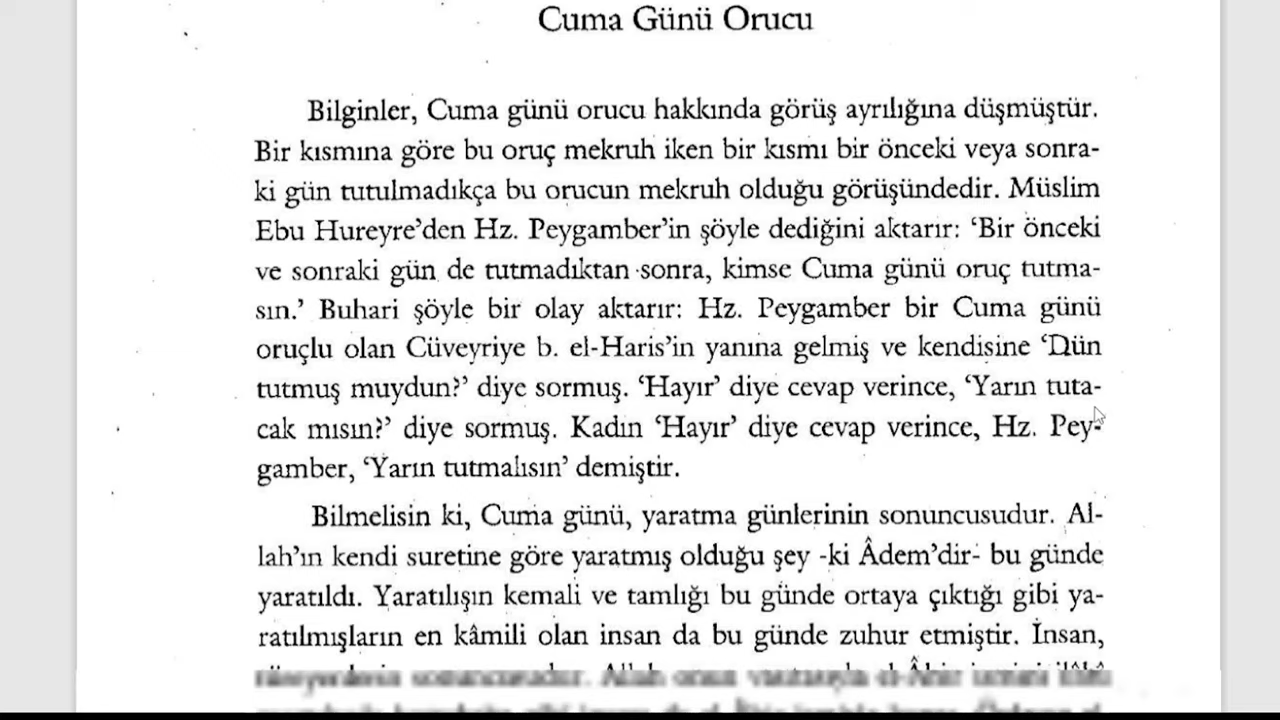 Cuma Günü Orucu
Bilginler, Cuma günü orucu hakkında görüş ayrılığına düşmüştür.
Bir kısmına göre bu oruç mekruh iken bir kısmı bir önceki veya sonra-
ki gün tutulmadıkça bu orucun mekruh olduğu görüşündedir. Müslim
Ebu Hureyre’den Hz. Peygamber’in şöyle dediğini aktarır: ‘Bir önceki
ve sonraki gün de tutmadıktan sonra, kimse Cuma günü oruç tutma-
sın.’ Buhari şöyle bir olay aktarır: Hz. Peygamber bir Cuma günü
oruçlu olan Cüveyriye b. el-Haris’in yanına gelmiş ve kendisine ‘Dün
tutmuş muydun?’ diye sormuş. ‘Hayır’ diye cevap verince, ‘Yarın tuta-
cak mısın?’ diye sormuş. Kadın ‘Hayır’ diye cevap verince, Hz. Pey-
gamber, ‘Yarın tutmalısın’ demiştir.
Bilmelisin ki, Cuma günü, yaratma günlerinin sonuncusudur. Al-
lah’ın kendi suretine göre yaratmış olduğu şey -ki Âdem’dir- bu günde
yaratıldı. Yaratılışın kemali ve tamlığı bu günde ortaya çıktığı gibi ya-
ratılmışların en kâmili olan insan da bu günde zuhur etmiştir. İnsan,